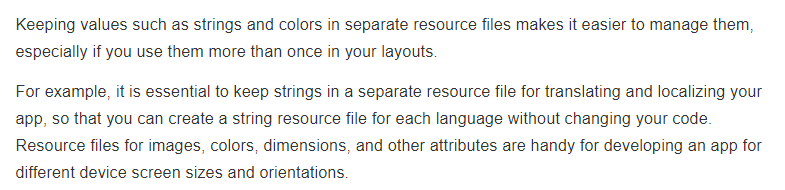 Keeping values such as strings and colors in separate resource files makes it easier to manage them,
especially if you use them more than once in your layouts.
For example, it is essential to keep strings in a separate resource file for translating and localizing your
app, so that you can create a string resource file for each language without changing your code.
Resource files for images, colors, dimensions, and other attributes are handy for developing an app for
different device screen sizes and orientations.